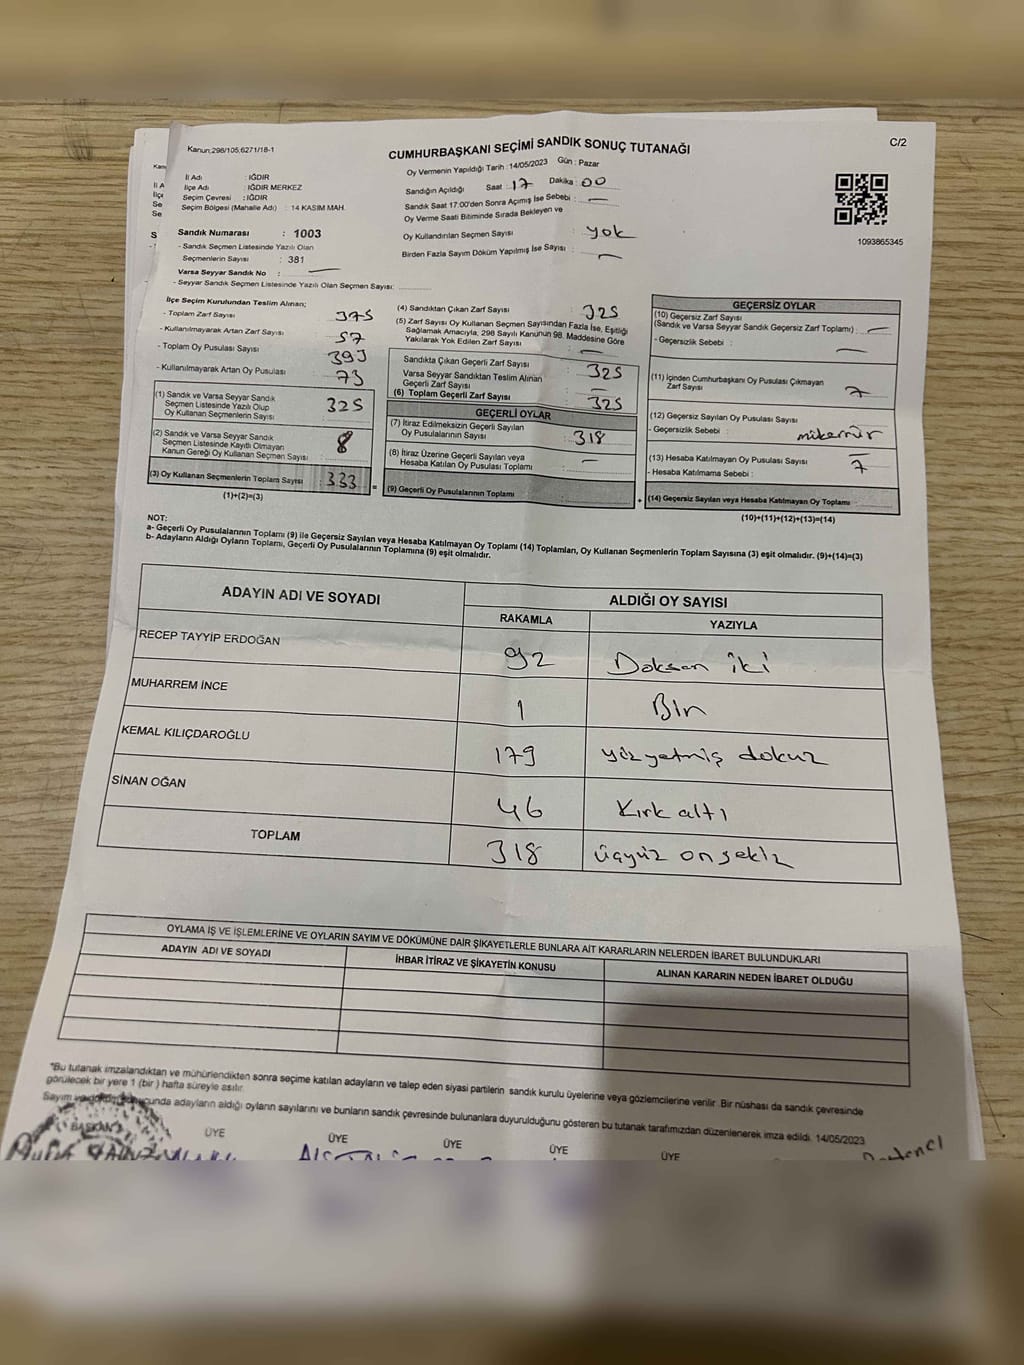 Kanun;298/105;6271/18-1
CUMHURBAŞKANI SEÇİMİ SANDIK SONUÇ TUTANAĞI
C/2
İl Adı : IĞDIR
İlçe Adı : IĞDIR MERKEZ
Seçim Çevresi : IĞDIR
Seçim Bölgesi (Mahalle Adı) : 14 KASIM MAH.
Sandık Numarası : 1003
- Sandık Seçmen Listesinde Yazılı Olan
Seçmenlerin Sayısı : 381
Varsa Seyyar Sandık No : —
- Seyyar Sandık Seçmen Listesinde Yazılı Olan Seçmen Sayısı:
Oy Vermenin Yapıldığı Tarih : 14/05/2023 Gün : Pazar
Sandığın Açıldığı Saat : 17 Dakika : 00
Sandık Saat 17:00'den Sonra Açımış İse Sebebi : —
Oy Verme Saati Bitiminde Sırada Bekleyen ve
Oy Kullandırılan Seçmen Sayısı : yok
Birden Fazla Sayım Döküm Yapılmış İse Sayısı : —
1093865345
İlçe Seçim Kurulundan Teslim Alınan;
- Toplam Zarf Sayısı 375
- Kullanılmayarak Artan Zarf Sayısı 57
- Toplam Oy Pusulası Sayısı 393
- Kullanılmayarak Artan Oy Pusulası 73
(1) Sandık ve Varsa Seyyar Sandık
Seçmen Listesinde Yazılı Olup
Oy Kullanan Seçmenlerin Sayısı : 325
(2) Sandık ve Varsa Seyyar Sandık
Seçmen Listesinde Kayıtlı Olmayan
Kanun Gereği Oy Kullanan Seçmen Sayısı : 8
(3) Oy Kullanan Seçmenlerin Toplam Sayısı : 333
(1)+(2)=(3)
=
(4) Sandıktan Çıkan Zarf Sayısı : 325
(5) Zarf Sayısı Oy Kullanan Seçmen Sayısından Fazla İse, Eşitliği
Sağlamak Amacıyla, 298 Sayılı Kanunun 98. Maddesine Göre
Yakılarak Yok Edilen Zarf Sayısı : —
Sandıkta Çıkan Geçerli Zarf Sayısı : 325
Varsa Seyyar Sandıktan Teslim Alınan
Geçerli Zarf Sayısı : —
(6) Toplam Geçerli Zarf Sayısı : 325
GEÇERLİ OYLAR
(7) İtiraz Edilmeksizin Geçerli Sayılan
Oy Pusulalarının Sayısı : 318
(8) İtiraz Üzerine Geçerli Sayılan veya
Hesaba Katılan Oy Pusulası Toplamı : —
(9) Geçerli Oy Pusulalarının Toplamı :
+
GEÇERSİZ OYLAR
(10) Geçersiz Zarf Sayısı
(Sandık ve Varsa Seyyar Sandık Geçersiz Zarf Toplamı) : —
- Geçersizlik Sebebi : —
(11) İçinden Cumhurbaşkanı Oy Pusulası Çıkmayan
Zarf Sayısı : 7
(12) Geçersiz Sayılan Oy Pusulası Sayısı :
- Geçersizlik Sebebi :
(13) Hesaba Katılmayan Oy Pusulası Sayısı : 7
- Hesaba Katılmama Sebebi :
(14) Geçersiz Sayılan veya Hesaba Katılmayan Oy Toplamı :
(10)+(11)+(12)+(13)=(14)
NOT:
a- Geçerli Oy Pusulalarının Toplamı (9) ile Geçersiz Sayılan veya Hesaba Katılmayan Oy Toplamı (14) Toplamları, Oy Kullanan Seçmenlerin Toplam Sayısına (3) eşit olmalıdır. (9)+(14)=(3)
b- Adayların Aldığı Oyların Toplamı, Geçerli Oy Pusulalarının Toplamına (9) eşit olmalıdır.
ADAYIN ADI VE SOYADI
ALDIĞI OY SAYISI
RAKAMLA YAZIYLA
RECEP TAYYİP ERDOĞAN 92 Doksan iki
MUHARREM İNCE 1 Bir
KEMAL KILIÇDAROĞLU 179 yüzyetmiş dokuz
SİNAN OĞAN 46 Kırk altı
TOPLAM 318 üçyüz onsekiz
OYLAMA İŞ VE İŞLEMLERİNE VE OYLARIN SAYIM VE DÖKÜMÜNE DAİR ŞİKAYETLERLE BUNLARA AİT KARARLARIN NELERDEN İBARET BULUNDUKLARI
ADAYIN ADI VE SOYADI
İHBAR İTİRAZ VE ŞİKAYETİN KONUSU
ALINAN KARARIN NEDEN İBARET OLDUĞU
*Bu tutanak imzalandıktan ve mühürlendikten sonra seçime katılan adayların ve talep eden siyasi partilerin sandık kurulu üyelerine veya gözlemcilerine verilir. Bir nüshası da sandık çevresinde
görülecek bir yere 1 (bir) hafta süreyle asılır.
adayların aldığı oyların sayılarını ve bunların sandık çevresinde bulunanlara duyurulduğunu gösteren bu tutanak tarafımızdan düzenlenerek imza edildi. 14/05/2023
BAŞKAN ÜYE ÜYE ÜYE ÜYE ÜYE